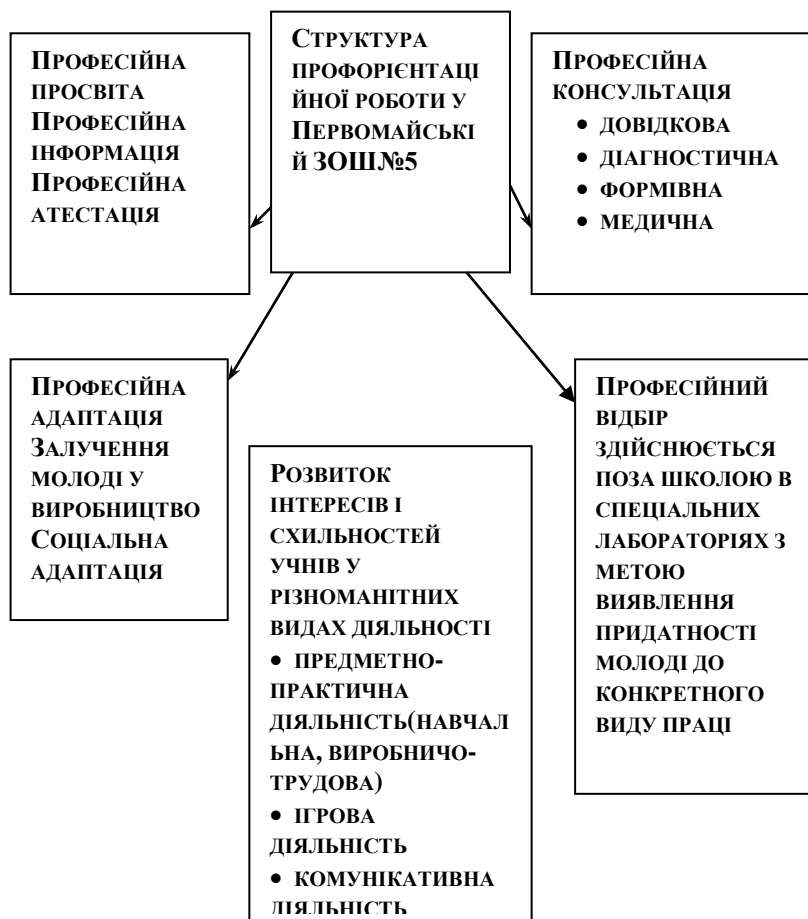 Професійна
просвіта
Професійна
інформація
Професійна
атестація
Структура
профорієнтаці
йної роботи у
Первомайські
й ЗОШ№5
Професійна
консультація
• довідкова
• діагностична
• формівна
• медична
Професійна
адаптація
Залучення
молоді у
виробництво
Соціальна
адаптація
Розвиток
інтересів і
схильностей
учнів у
різноманітних
видах діяльності
• предметно-
практична
діяльність(навчал
ьна, виробничо-
трудова)
• ігрова
діяльність
• комунікативна
діяльність
Професійний
відбір
здійснюється
поза школою в
спеціальних
лабораторіях з
метою
виявлення
придатності
молоді до
конкретного
виду праці